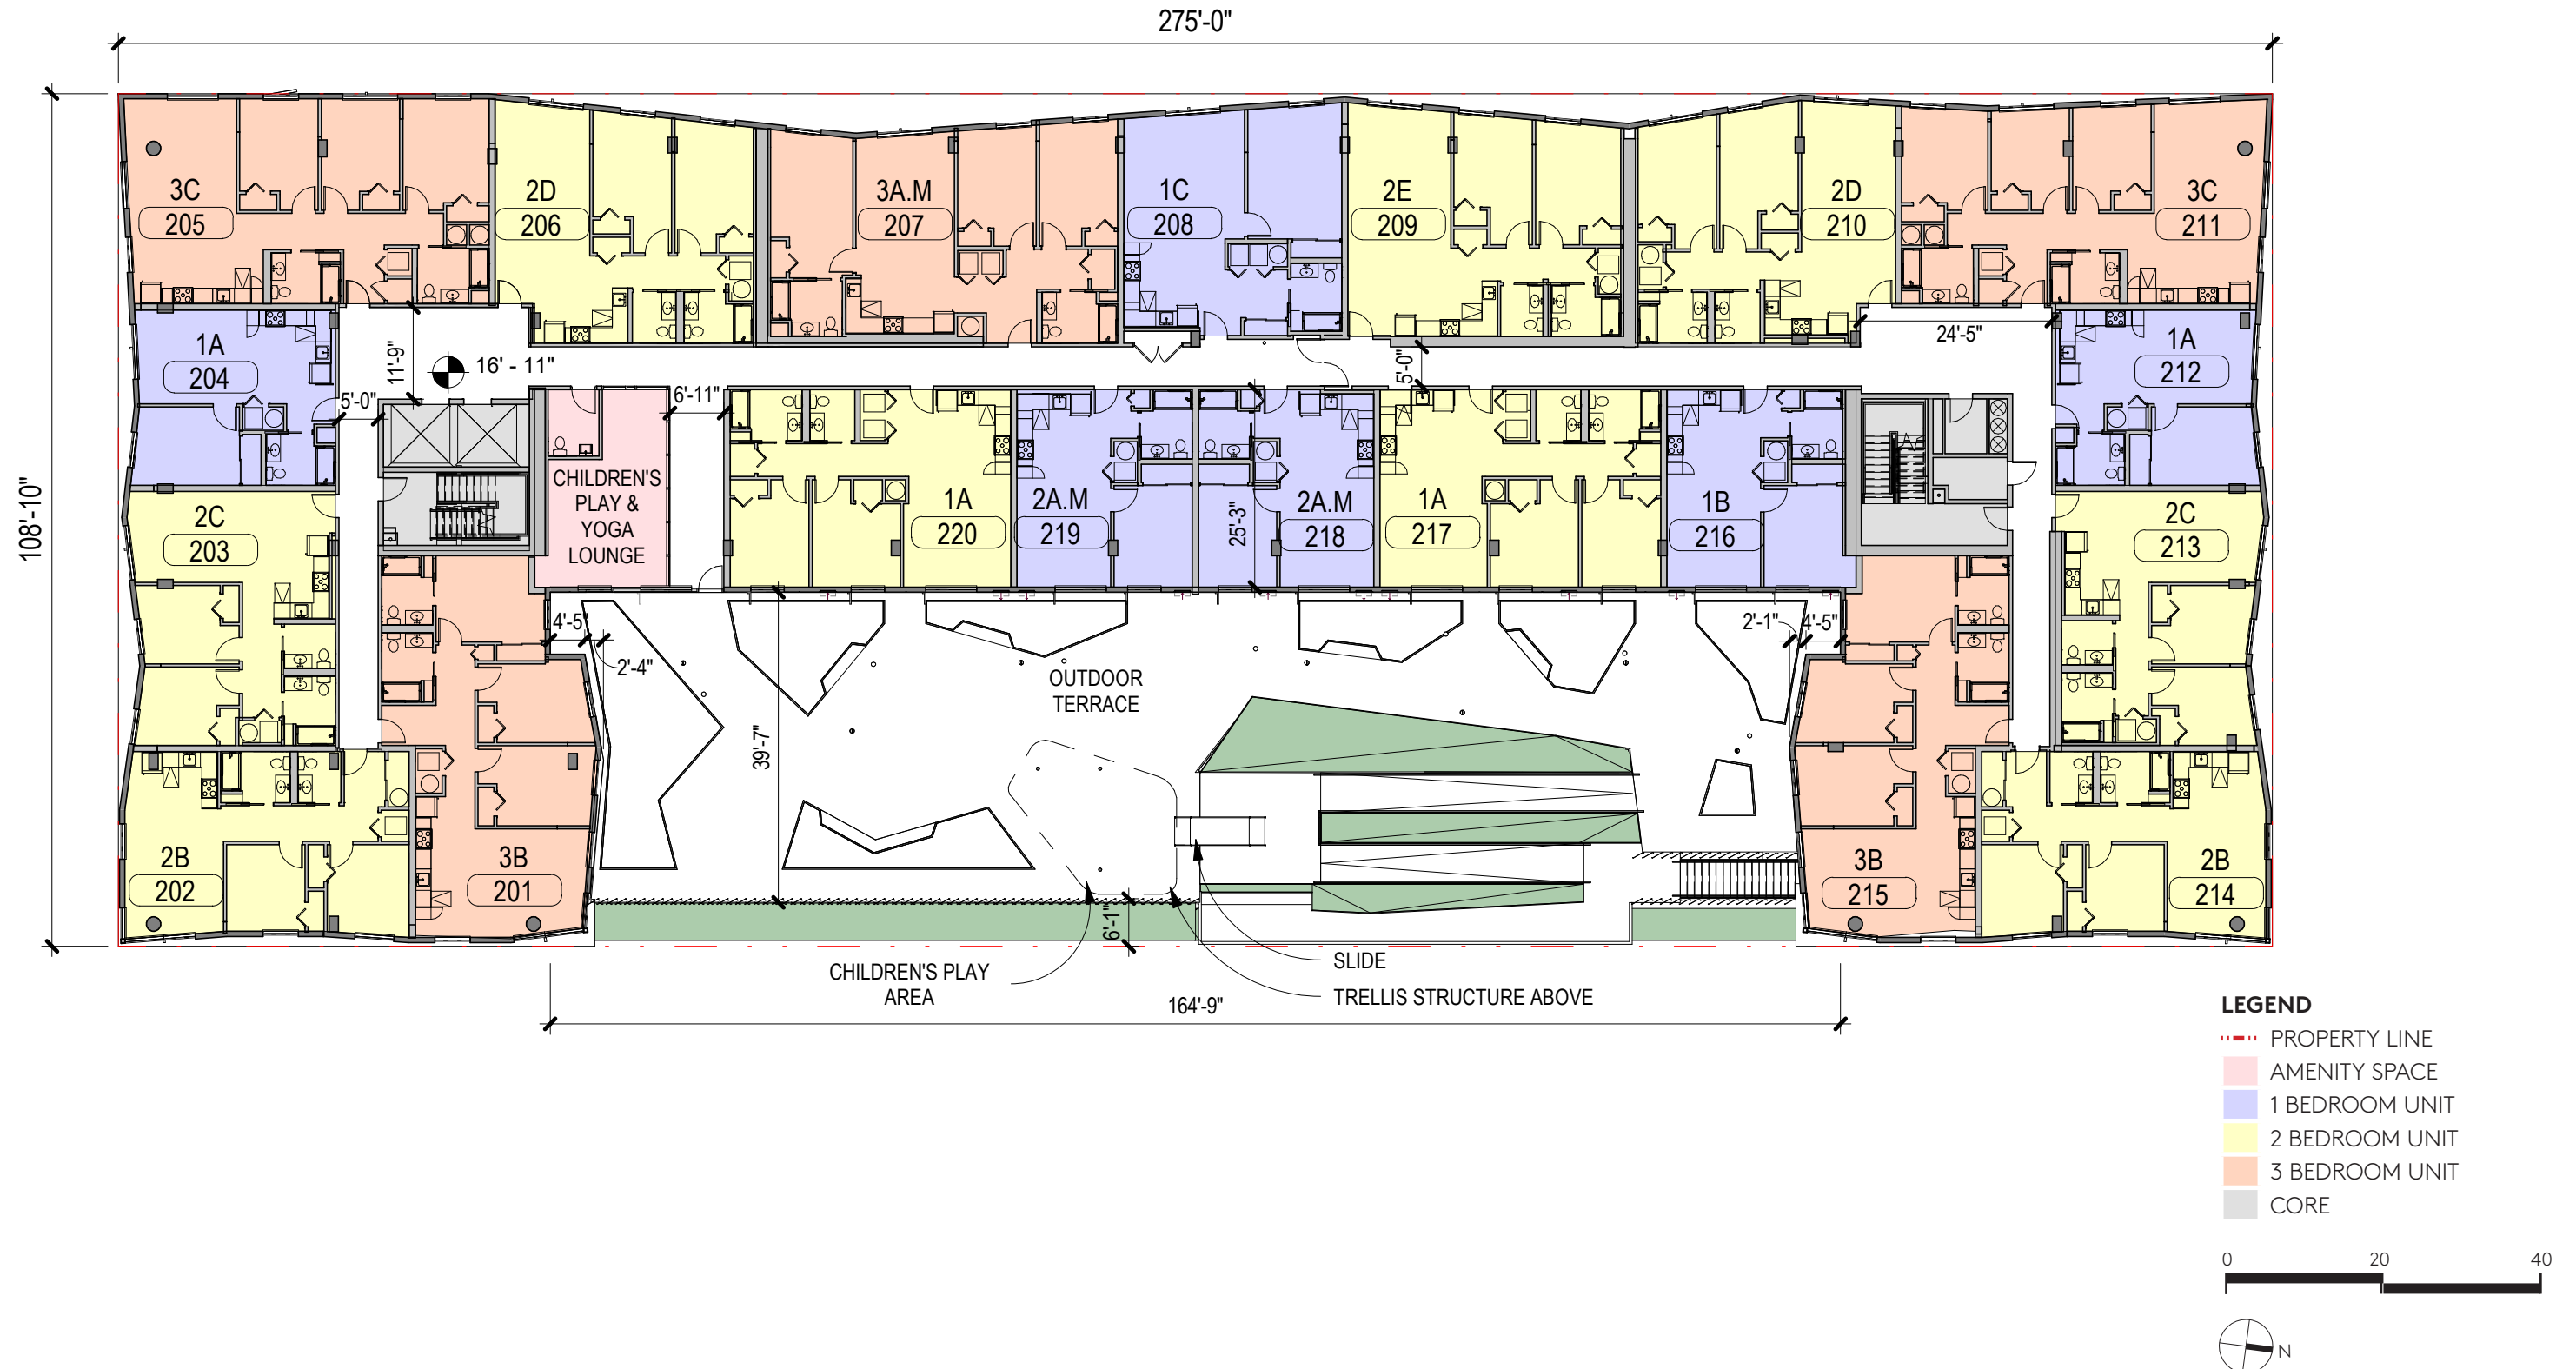 275'-0"
108'-10"
3C
205
2D
206
3A.M
207
1C
208
2E
209
2D
210
3C
211
1A
204
11'-9"
16' - 11"
5'-0"
6'-11"
5'-0"
24'-5"
1A
212
CHILDREN'S
PLAY &
YOGA
LOUNGE
1A
220
2A.M
219
25'-3"
2A.M
218
1A
217
1B
216
2C
203
2C
213
4'-5
2'-4"
39'-7"
OUTDOOR
TERRACE
2'-1"
4'-5"
2B
202
3B
201
3B
215
2B
214
6'-1"
CHILDREN'S PLAY
AREA
SLIDE
TRELLIS STRUCTURE ABOVE
164'-9"
LEGEND
PROPERTY LINE
AMENITY SPACE
1 BEDROOM UNIT
2 BEDROOM UNIT
3 BEDROOM UNIT
CORE
0 20 40
N